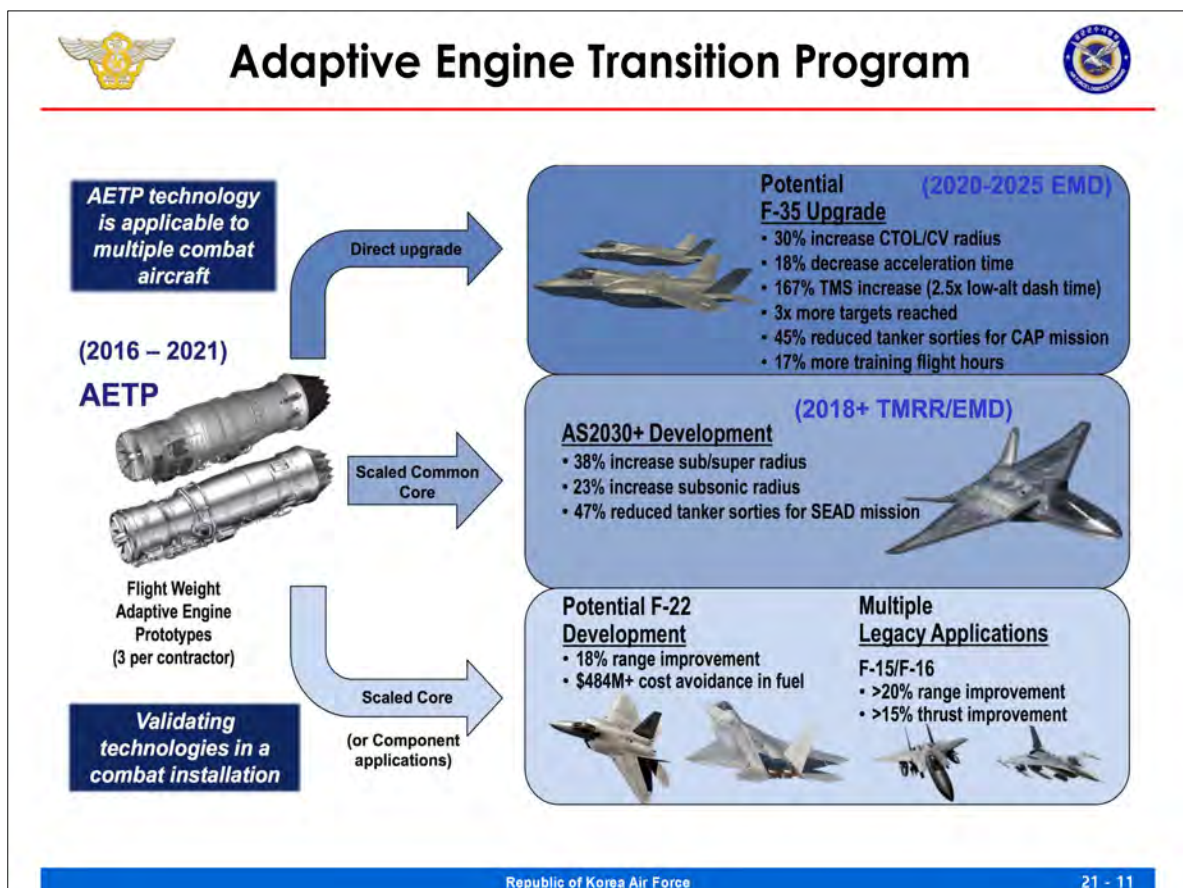 Adaptive Engine Transition Program
AETP technology
is applicable to
multiple combat
aircraft
(2016 – 2021)
AETP
Flight Weight
Adaptive Engine
Prototypes
(3 per contractor)
Validating
technologies in a
combat installation
Direct upgrade
Potential
F-35 Upgrade
(2020-2025 EMD)
• 30% increase CTOL/CV radius
• 18% decrease acceleration time
• 167% TMS increase (2.5x low-alt dash time)
• 3x more targets reached
• 45% reduced tanker sorties for CAP mission
• 17% more training flight hours
Scaled Common
Core
(2018+ TMRR/EMD)
AS2030+ Development
• 38% increase sub/super radius
• 23% increase subsonic radius
• 47% reduced tanker sorties for SEAD mission
Scaled Core
(or Component
applications)
Potential F-22
Development
• 18% range improvement
• $484M+ cost avoidance in fuel
Multiple
Legacy Applications
F-15/F-16
• >20% range improvement
• >15% thrust improvement
Republic of Korea Air Force
21 - 11